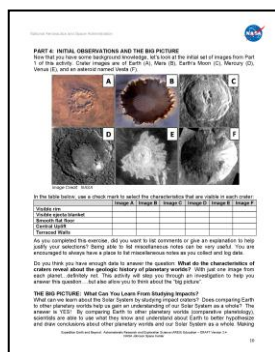 National Aeronautics and Space Administration
NASA
PART 4: INITIAL OBSERVATIONS AND THE BIG PICTURE
Now that you have some background knowledge, let's look at the initial set of images from Part
1 of this activity. Crater images are of Earth (A), Mars (B), Earth's Moon (C), Mercury (D),
Venus (E), and an asteroid named Vesta (F).
A B C
D E F
Image Credit: NASA
In the table below, use a check mark to select the characteristics that are visible in each crater:
Image A Image B Image C Image D Image E Image F
Visible rim
Visible ejecta blanket
Smooth flat floor
Central Uplift
Terraced Walls
As you completed this exercise, did you want to list comments or give an explanation to help
justify your selections? Being able to list miscellaneous notes can be very useful. You are
encouraged to always have a place to list miscellaneous notes as you collect and log data.
Do you think you have enough data to answer the question: What do the characteristics of
craters reveal about the geologic history of planetary worlds? With just one image from
each planet, definitely not. This activity will step you through an investigation to help you
answer this question. ...but also allow you to think about the "big picture".
THE BIG PICTURE: What Can You Learn From Studying Impacts?
What can we learn about the Solar System by studying impact craters? Does comparing Earth
to other planetary worlds help us gain an understanding of our Solar System as a whole? The
answer is YES! By comparing Earth to other planetary worlds (comparative planetology),
scientists are able to use what they know and understand about Earth to better hypothesize
and draw conclusions about other planetary worlds and our Solar System as a whole. Making